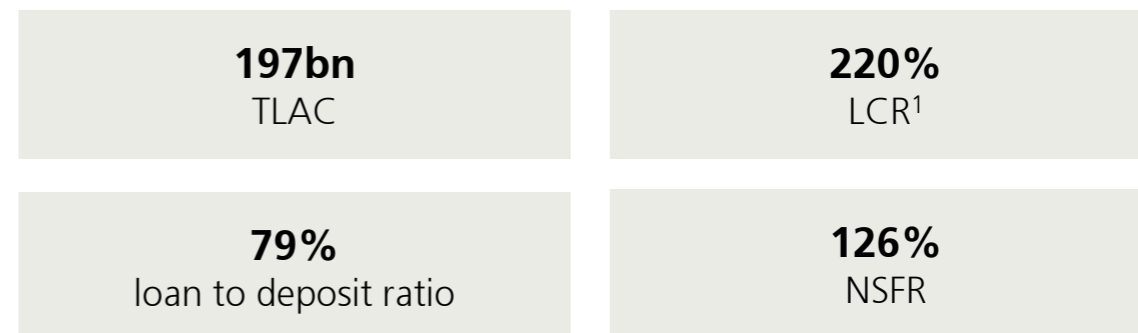 197bn
TLAC
220%
LCR¹
79%
loan to deposit ratio
126%
NSFR